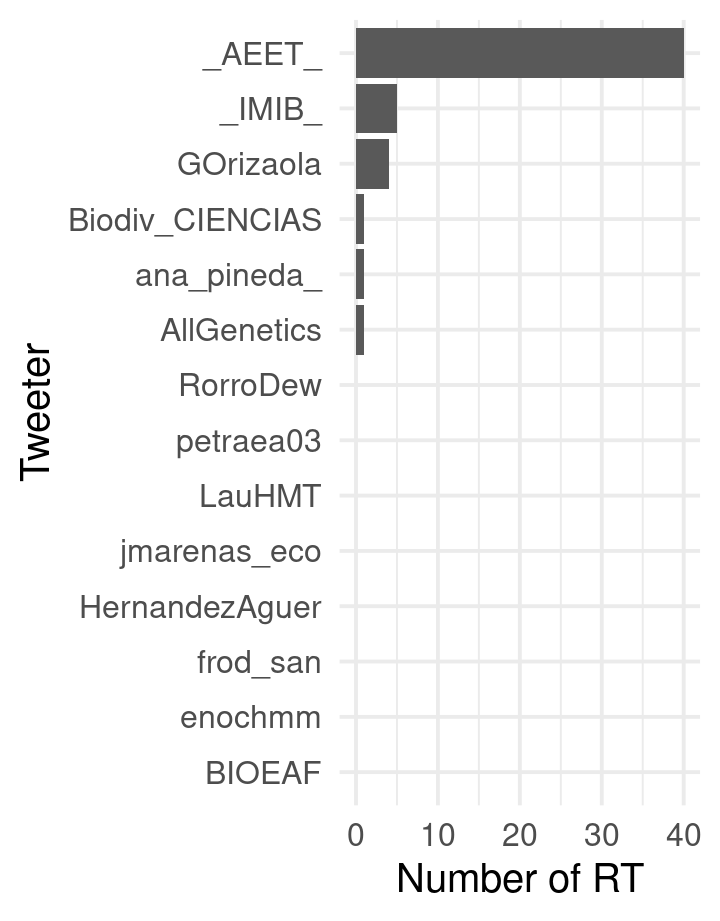 _AEET_
_IMIB_
GOrizaola
Biodiv_CIENCIAS
ana_pineda_
AllGenetics
RorroDew
petraea03
LauHMT
jmarenas_eco
HernandezAguer
frod_san
enochmm
BIOEAF
Tweeter
0 10 20 30 40
Number of RT